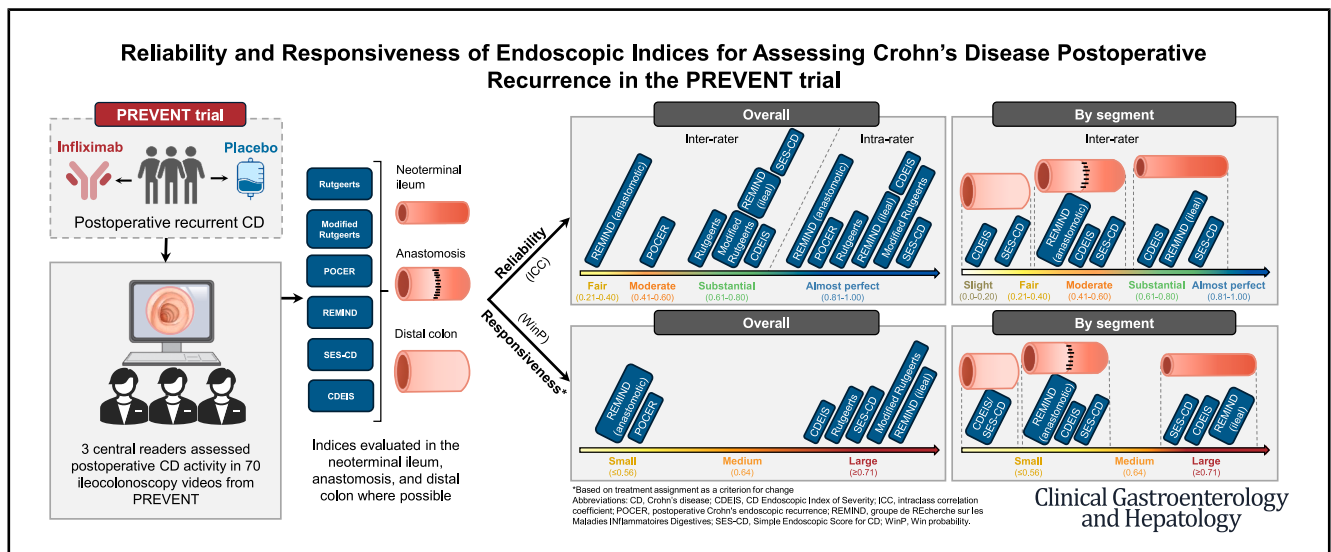 Reliability and Responsiveness of Endoscopic Indices for Assessing Crohn's Disease Postoperative
Recurrence in the PREVENT trial
PREVENT trial
Infliximab
Placebo
Postoperative recurrent CD
3 central readers assessed
postoperative CD activity in 70
ileocolonoscopy videos from
PREVENT
Rutgeerts
Modified
Rutgeerts
POCER
REMIND
SES-CD
CDEIS
Neoterminal
ileum
Anastomosis
Distal colon
Indices evaluated in the
neoterminal ileum,
anastomosis, and distal
colon where possible
Reliability
(ICC)
(WinP)
Responsiveness*
Overall
Inter-rater
Intra-rater
REMIND (anastomotic)
POCER
Rutgeerts
Modified
Rutgeerts
REMIND
(ileal)
CDEIS
SES-CD
REMIND (anastomotic)
POCER
Rutgeerts
REMIND (ileal)
CDEIS
Modified Rutgeerts
SES-CD
Fair
(0.21-0.40)
Moderate
(0.41-0.60)
Substantial
(0.61-0.80)
Almost perfect
(0.81-1.00)
By segment
Inter-rater
CDEIS
SES-CD
REMIND
(anastomotic)
CDEIS
SES-CD
CDEIS
REMIND (ileal)
SES-CD
Slight
(0.0-0.20)
Fair
(0.21-0.40)
Moderate
(0.41-0.60)
Substantial
(0.61-0.80)
Almost perfect
(0.81-1.00)
Overall
REMIND
(anastomotic)
POCER
CDEIS
Rutgeerts
SES-CD
Modified Rutgeerts
REMIND (ileal)
Small
(≤0.56)
Medium
(0.64)
Large
(≥0.71)
By segment
CDEIS/
SES-CD
REMIND
(anastomotic)
CDEIS
SES-CD
SES-CD
CDEIS
REMIND
(ileal)
Small
(≤0.56)
Medium
(0.64)
Large
(≥0.71)
*Based on treatment assignment as a criterion for change
Abbreviations: CD, Crohn's disease; CDEIS, CD Endoscopic Index of Severity; ICC, intraclass correlation
coefficient; POCER, postoperative Crohn's endoscopic recurrence; REMIND, groupe de REcherche sur les
Maladies INflammatoires Digestives; SES-CD, Simple Endoscopic Score for CD; WinP, Win probability.
Clinical Gastroenterology
and Hepatology